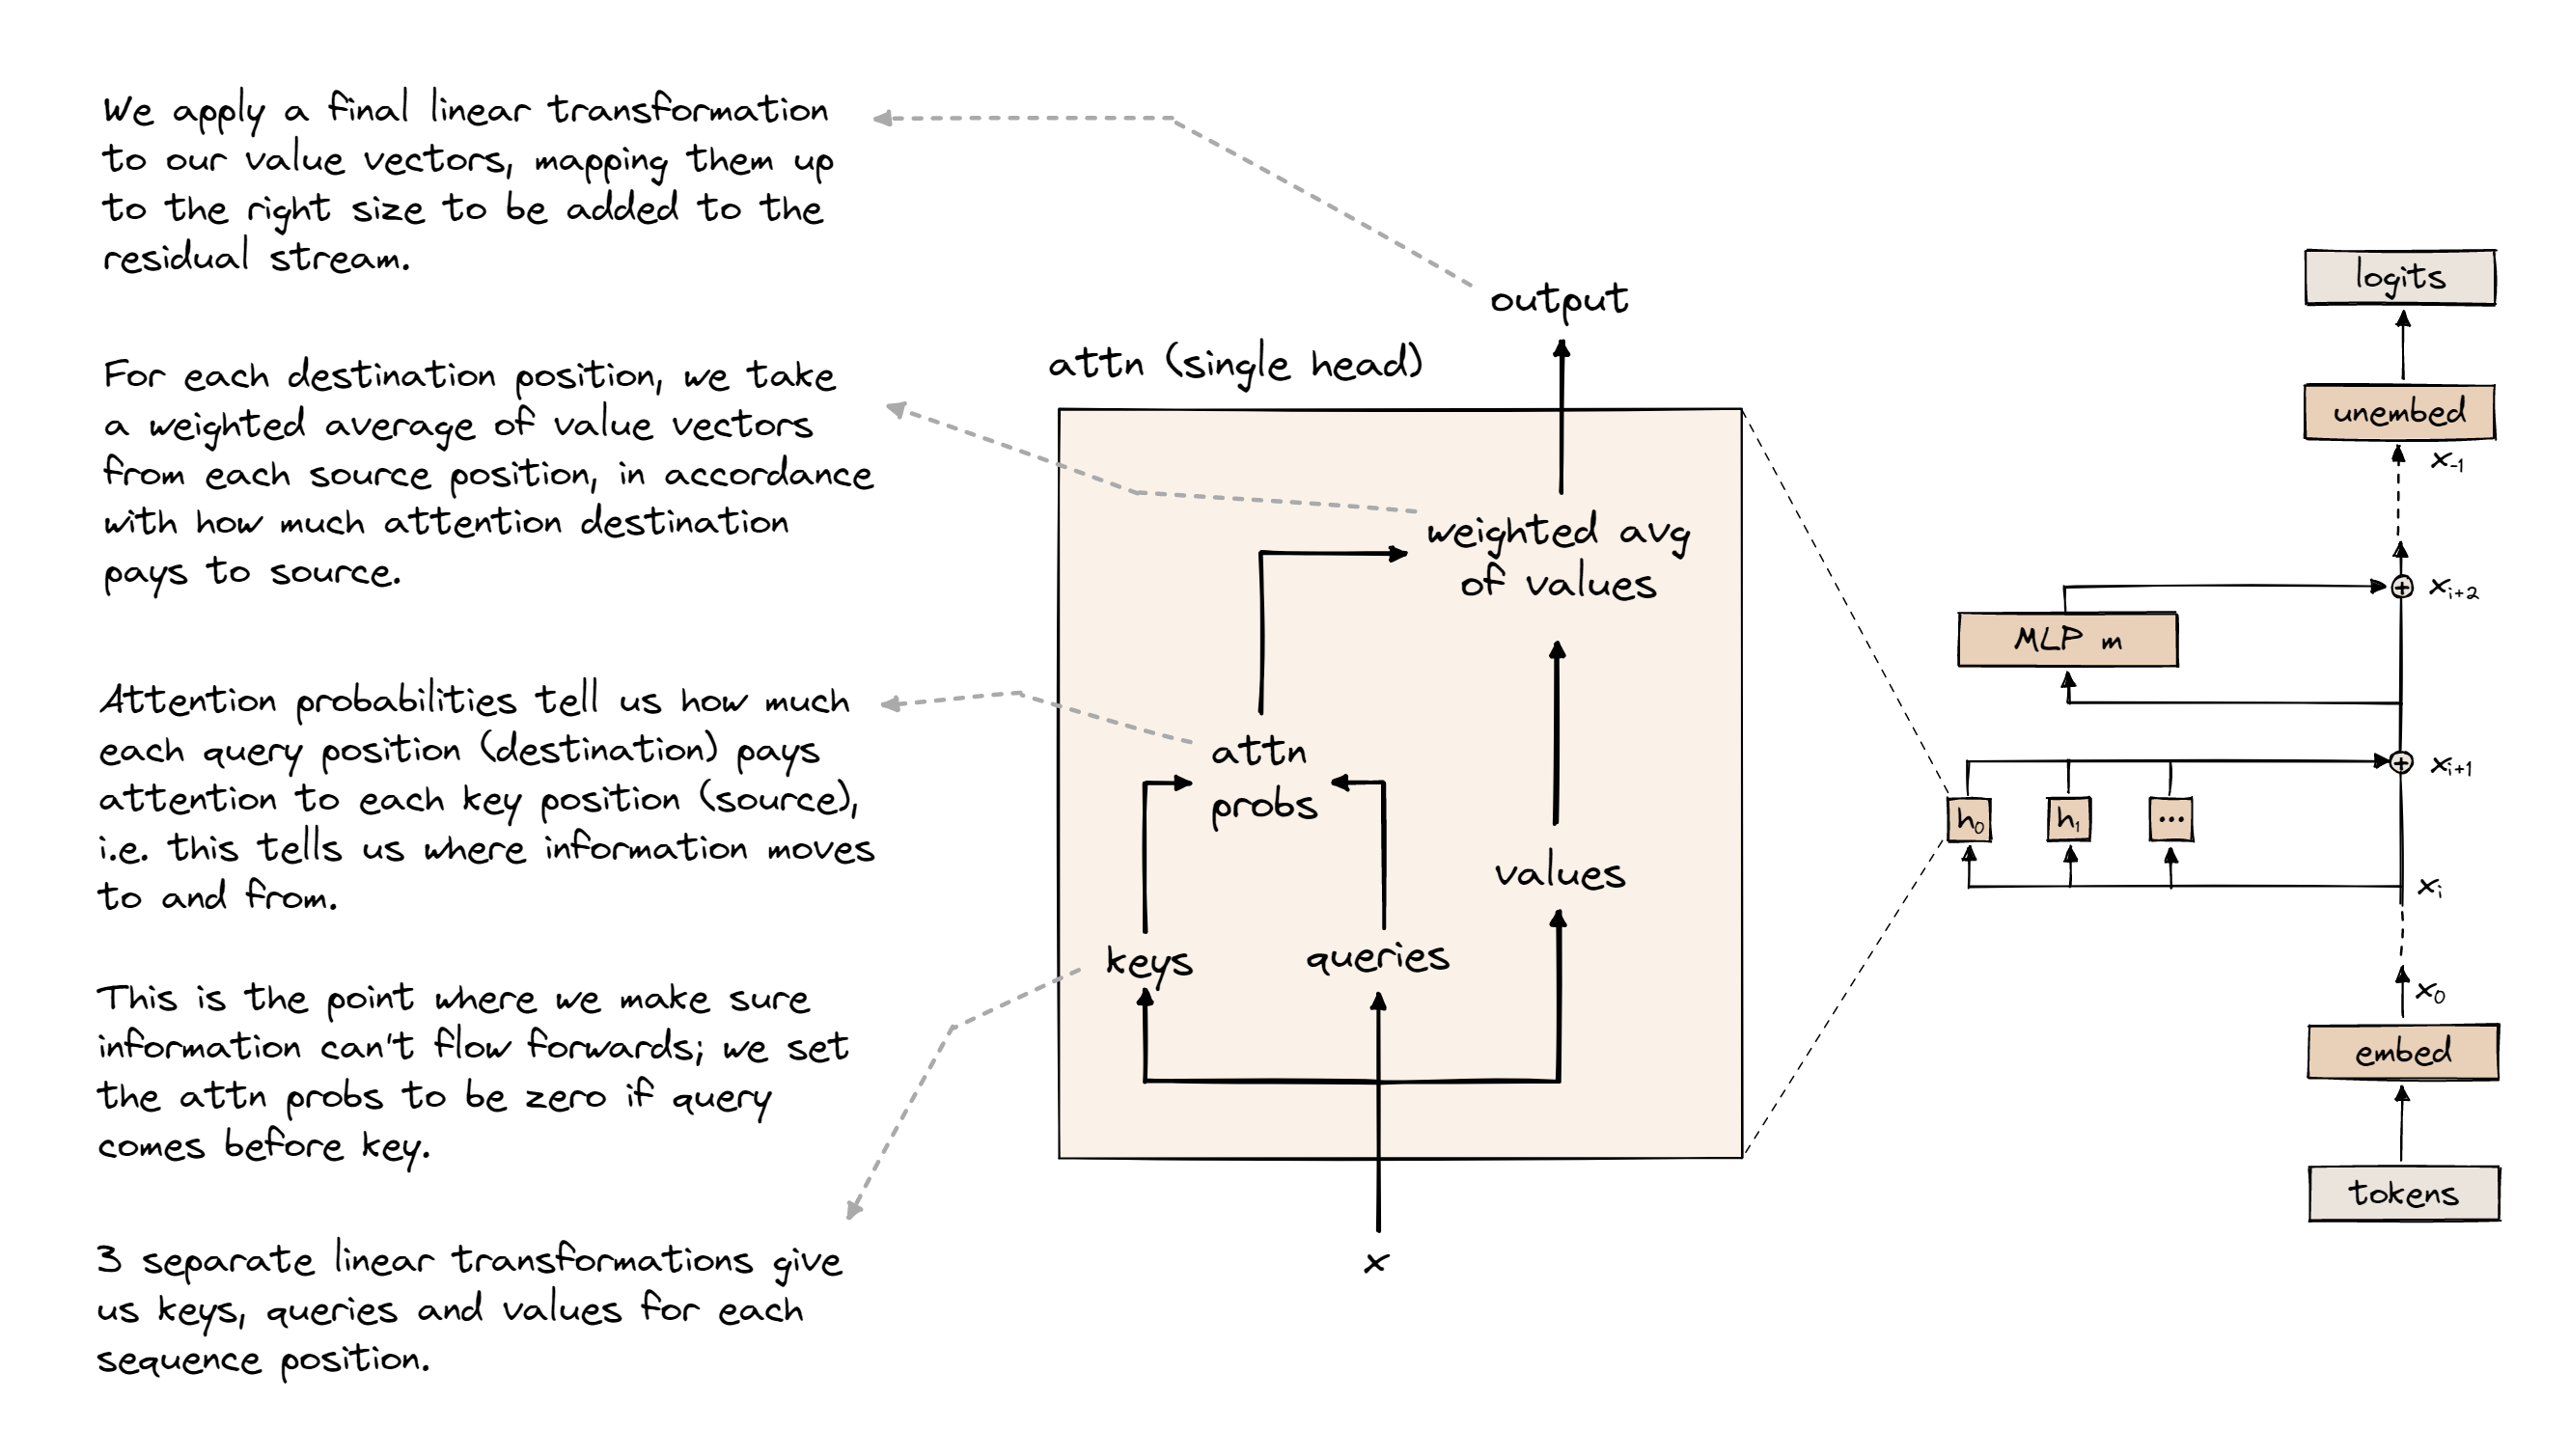 We apply a final linear transformation
to our value vectors, mapping them up
to the right size to be added to the
residual stream.
For each destination position, we take
a weighted average of value vectors
from each source position, in accordance
with how much attention destination
pays to source.
Attention probabilities tell us how much
each query position (destination) pays
attention to each key position (source),
i.e. this tells us where information moves
to and from.
This is the point where we make sure
information can't flow forwards; we set
the attn probs to be zero if query
comes before key.
3 separate linear transformations give
us keys, queries and values for each
sequence position.
output
attn (single head)
weighted avg
of values
attn
probs
values
keys
queries
x
logits
unembed
x₋₁
xᵢ₊₂
MLP m
xᵢ₊₁
h₀
h₁
...
xᵢ
x₀
embed
tokens